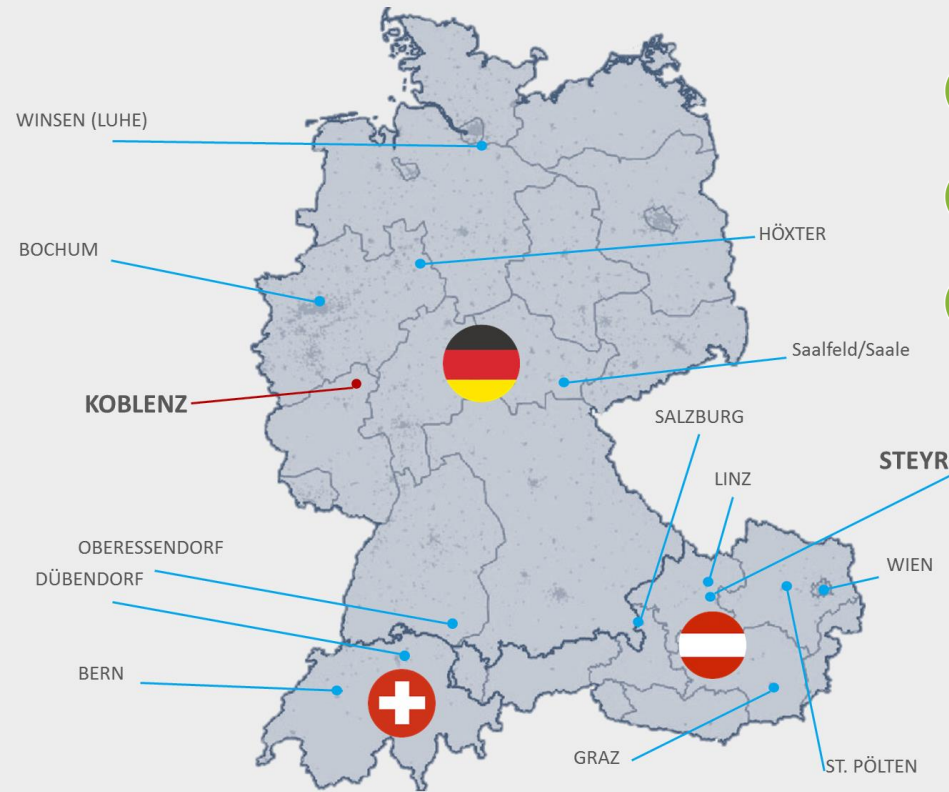 WINSEN (LUHE)
HÖXTER
BOCHUM
Saalfeld/Saale
KOBLENZ
SALZBURG
STEYR
LINZ
OBERESSENDORF
WIEN
DÜBENDORF
BERN
GRAZ
ST. PÖLTEN